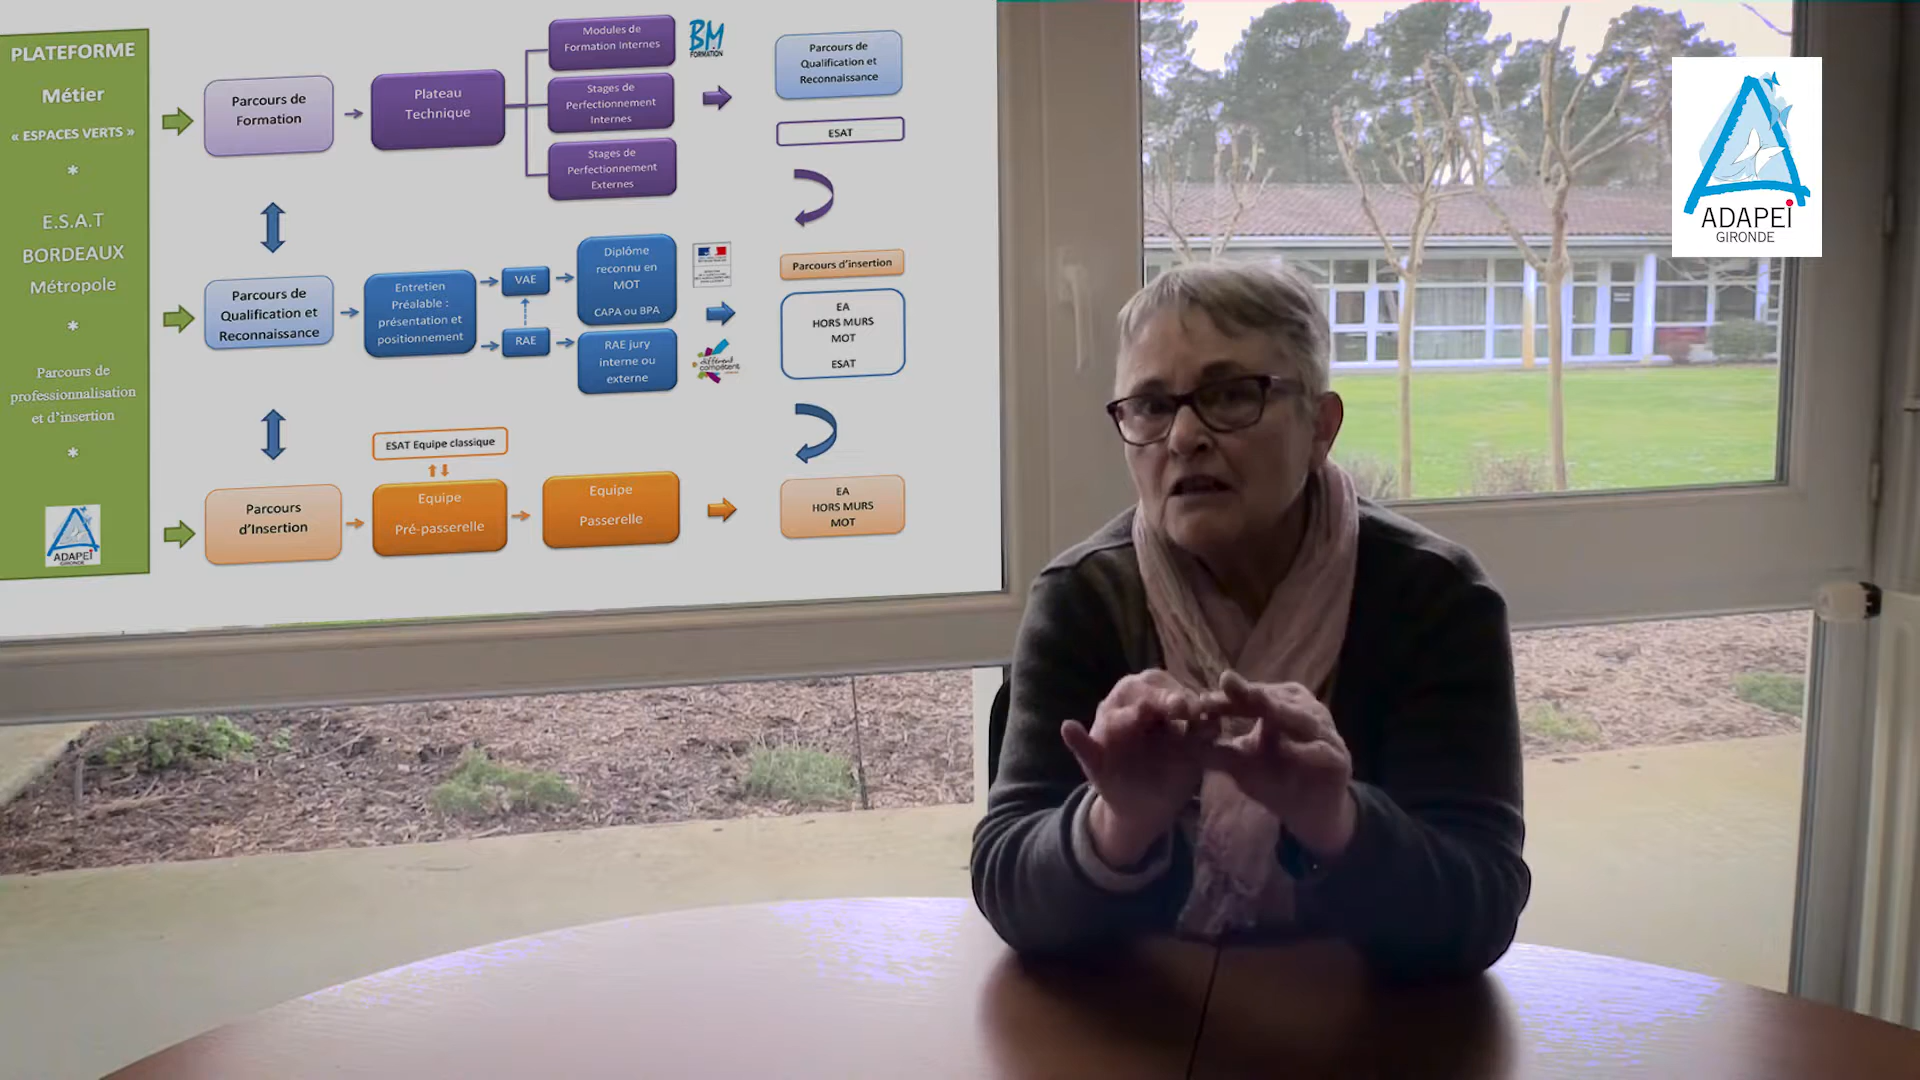 PLATEFORME
Métier
« ESPACES VERTS »
*
E.S.A.T
BORDEAUX
Métropole
*
Parcours de
professionnalisation
et d'insertion
*
ADAPEI
GIRONDE
Parcours de
Formation
Plateau
Technique
Modules de
Formation Internes
Stages de
Perfectionnement
Internes
Stages de
Perfectionnement
Externes
BM
FORMATION
Parcours de
Qualification et
Reconnaissance
ESAT
Parcours de
Qualification et
Reconnaissance
Entretien
Préalable :
présentation et
positionnement
VAE
RAE
Diplôme
reconnu en
MOT
CAPA ou BPA
RAE jury
interne ou
externe
différent
compétent
Parcours d'insertion
EA
HORS MURS
MOT
ESAT
Parcours
d'Insertion
ESAT Equipe classique
Equipe
Pré-passerelle
Equipe
Passerelle
EA
HORS MURS
MOT
ADAPEI
GIRONDE